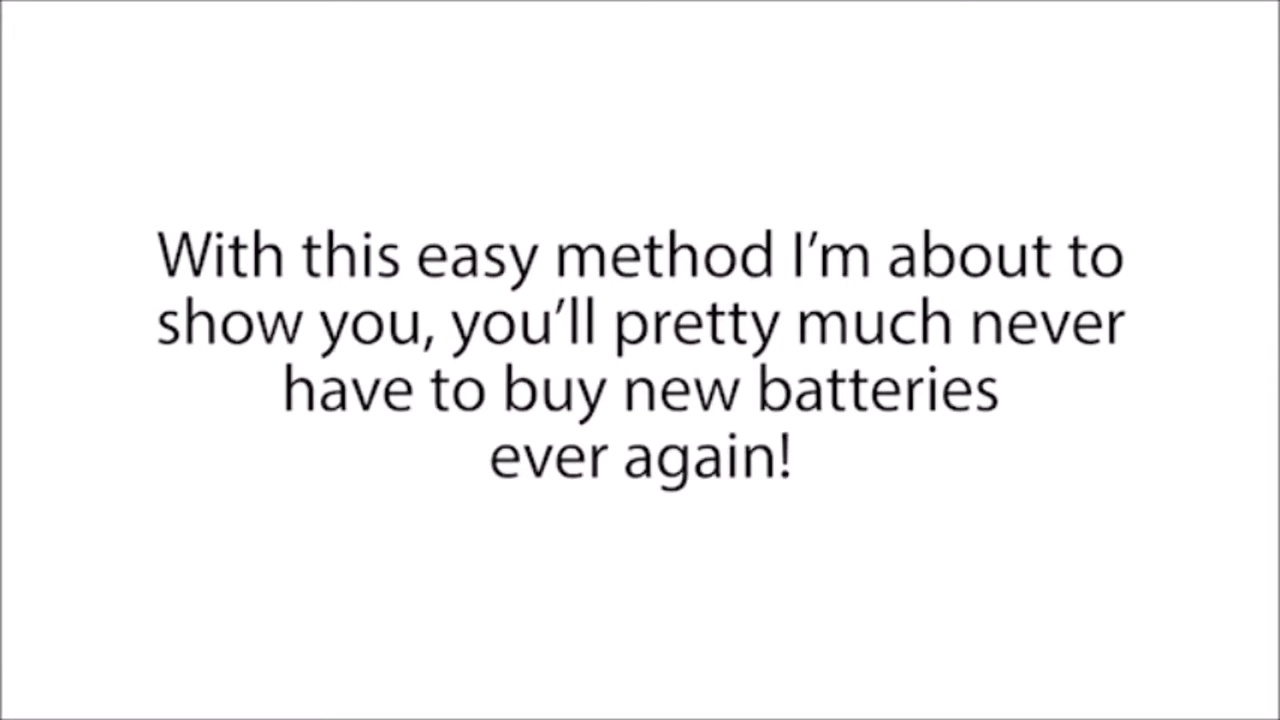 With this easy method I’m about to
show you, you’ll pretty much never
have to buy new batteries
ever again!